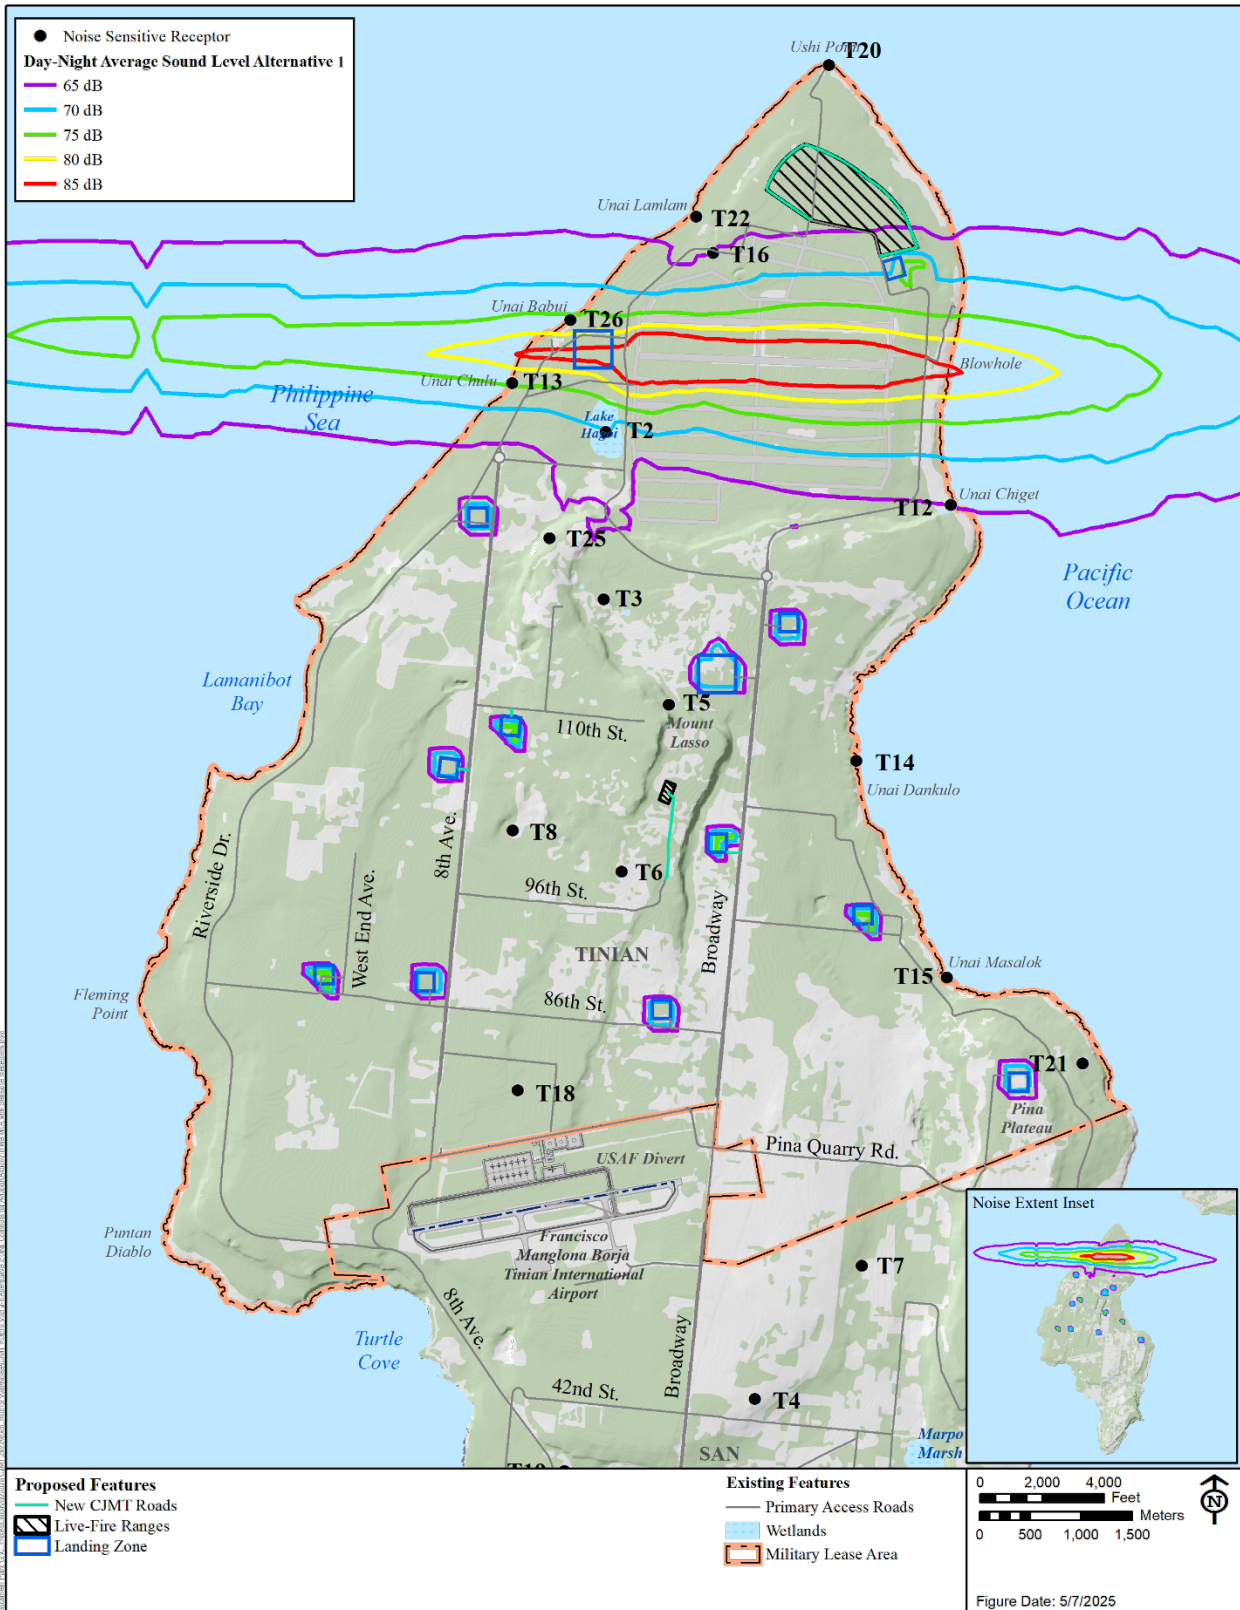 Noise Sensitive Receptor
Day-Night Average Sound Level Alternative 1
65 dB
70 dB
75 dB
80 dB
85 dB
Ushi Point
T20
Unai Lamlam
T22
T16
Unai Babui
T26
Unai Chulu
T13
Blowhole
Philippine
Sea
Lake
Hagoi
T2
Unai Chiget
T12
T25
Pacific
Ocean
T3
Lamanibot
Bay
T5
Mount
Lasso
110th St.
T14
Unai Dankulo
8th Ave.
T8
T6
Riverside Dr.
West End Ave.
96th St.
Broadway
TINIAN
Unai Masalok
T15
Fleming
Point
86th St.
T21
T18
Pina
Plateau
Pina Quarry Rd.
USAF Divert
Puntan
Diablo
Francisco
Manglona Borja
Tinian International
Airport
T7
Noise Extent Inset
8th Ave.
Turtle
Cove
Broadway
42nd St.
T4
SAN
Marpo
Marsh
Proposed Features
New CJMT Roads
Live-Fire Ranges
Landing Zone
Existing Features
Primary Access Roads
Wetlands
Military Lease Area
0 2,000 4,000
Feet
Meters
0 500 1,000 1,500
N
Figure Date: 5/7/2025